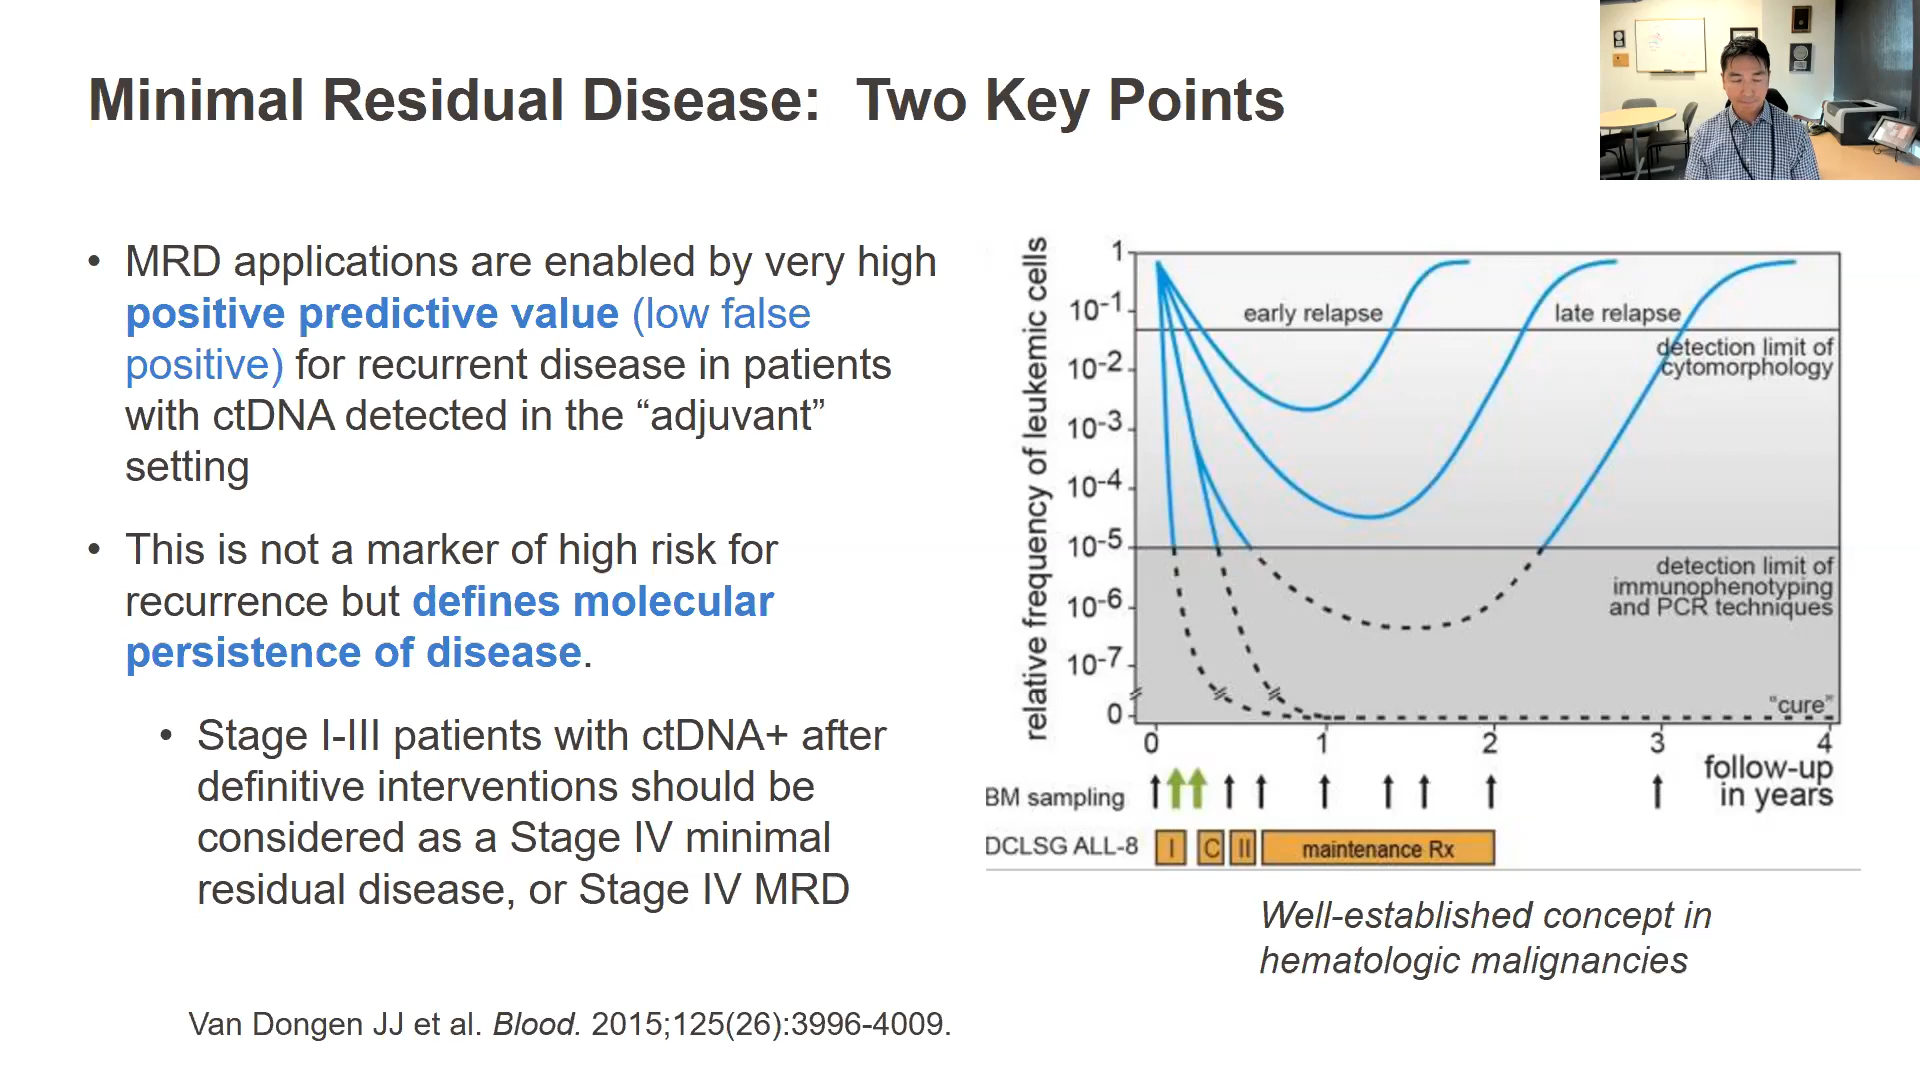 Minimal Residual Disease:  Two Key Points
• MRD applications are enabled by very high
positive predictive value (low false
positive) for recurrent disease in patients
with ctDNA detected in the “adjuvant”
setting
• This is not a marker of high risk for
recurrence but defines molecular
persistence of disease.
• Stage I-III patients with ctDNA+ after
definitive interventions should be
considered as a Stage IV minimal
residual disease, or Stage IV MRD
Van Dongen JJ et al. Blood. 2015;125(26):3996-4009.
relative frequency of leukemic cells
1
10-1
10-2
10-3
10-4
10-5
10-6
10-7
0
early relapse
late relapse
detection limit of
cytomorphology
detection limit of
immunophenotyping
and PCR techniques
"cure"
0 1 2 3 4
follow-up
in years
BM sampling
DCLSG ALL-8 I C II maintenance Rx
Well-established concept in
hematologic malignancies